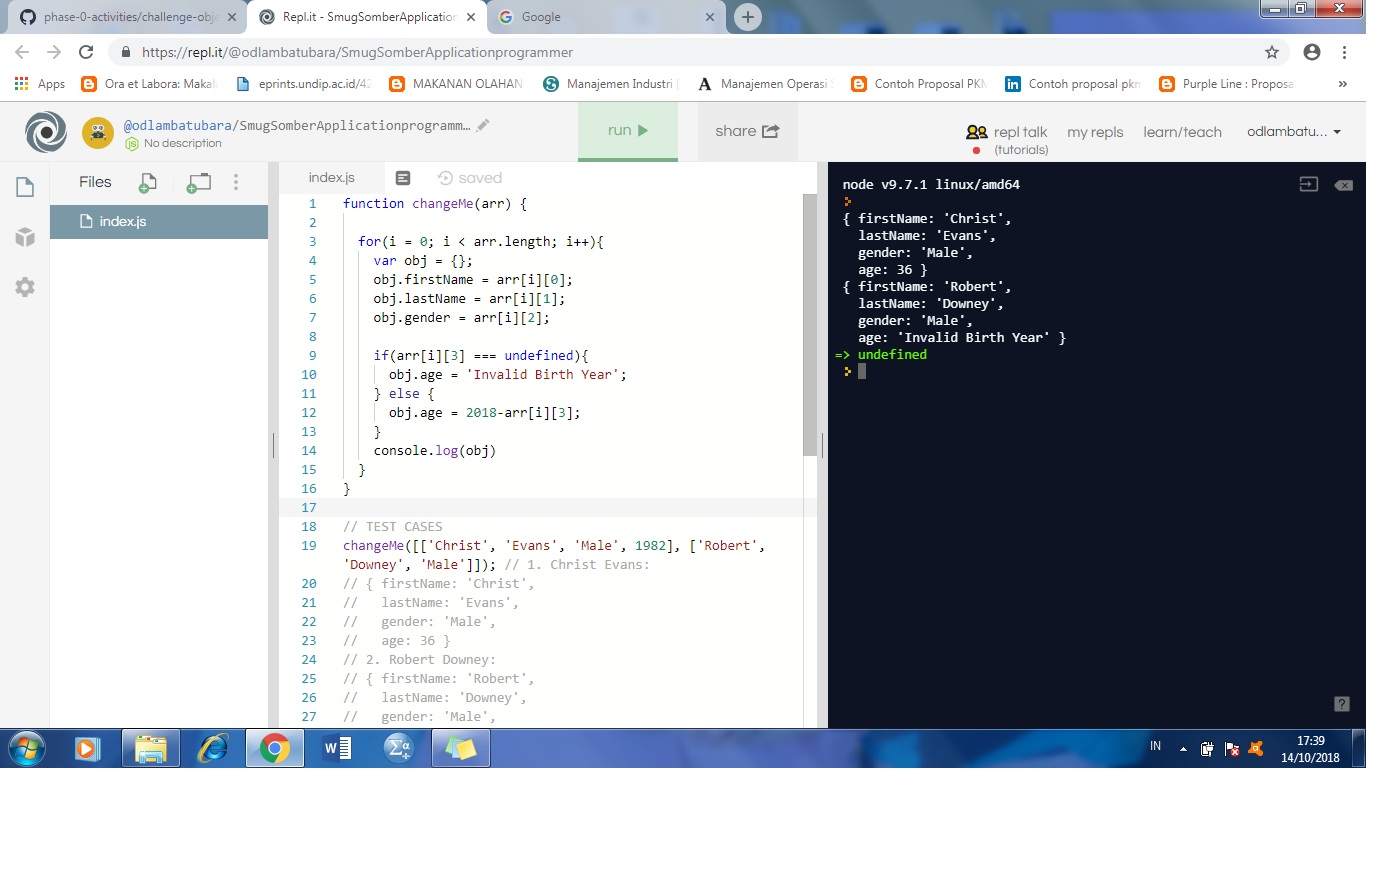 phase-0-activities/challenge-obje
Repl.it - SmugSomberApplication
Google
https://repl.it/@odlambatubara/SmugSomberApplicationprogrammer
Apps
Ora et Labora: Maka
eprints.undip.ac.id/42
MAKANAN OLAHAN
Manajemen Industri
Manajemen Operasi
Contoh Proposal PKM
Contoh proposal pkm
Purple Line : Proposa
»
@odlambatubara/SmugSomberApplicationprogramm...
No description
run
share
repl talk
(tutorials)
my repls
learn/teach
odlambatu...
Files
index.js
index.js
saved
1 function changeMe(arr) {
2
3 for(i = 0; i < arr.length; i++){
4 var obj = {};
5 obj.firstName = arr[i][0];
6 obj.lastName = arr[i][1];
7 obj.gender = arr[i][2];
8
9 if(arr[i][3] === undefined){
10 obj.age = 'Invalid Birth Year';
11 } else {
12 obj.age = 2018-arr[i][3];
13 }
14 console.log(obj)
15 }
16 }
17
18 // TEST CASES
19 changeMe([['Christ', 'Evans', 'Male', 1982], ['Robert',
'Downey', 'Male']]); // 1. Christ Evans:
20 // { firstName: 'Christ',
21 // lastName: 'Evans',
22 // gender: 'Male',
23 // age: 36 }
24 // 2. Robert Downey:
25 // { firstName: 'Robert',
26 // lastName: 'Downey',
27 // gender: 'Male',
node v9.7.1 linux/amd64
{ firstName: 'Christ',
lastName: 'Evans',
gender: 'Male',
age: 36 }
{ firstName: 'Robert',
lastName: 'Downey',
gender: 'Male',
age: 'Invalid Birth Year' }
=> undefined
?
IN
17:39
14/10/2018